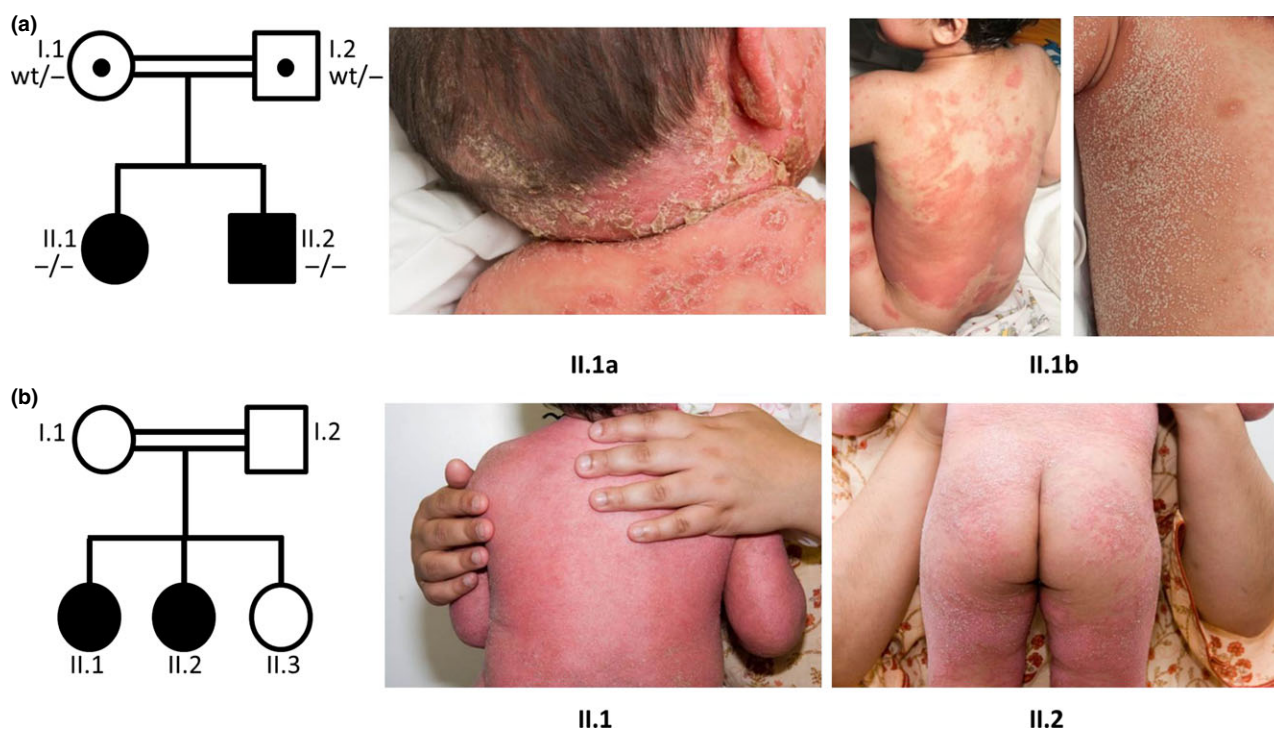 (a)
I.1
wt/–
I.2
wt/–
II.1
–/–
II.2
–/–
II.1a
II.1b
(b)
I.1
I.2
II.1
II.2
II.3
II.1
II.2